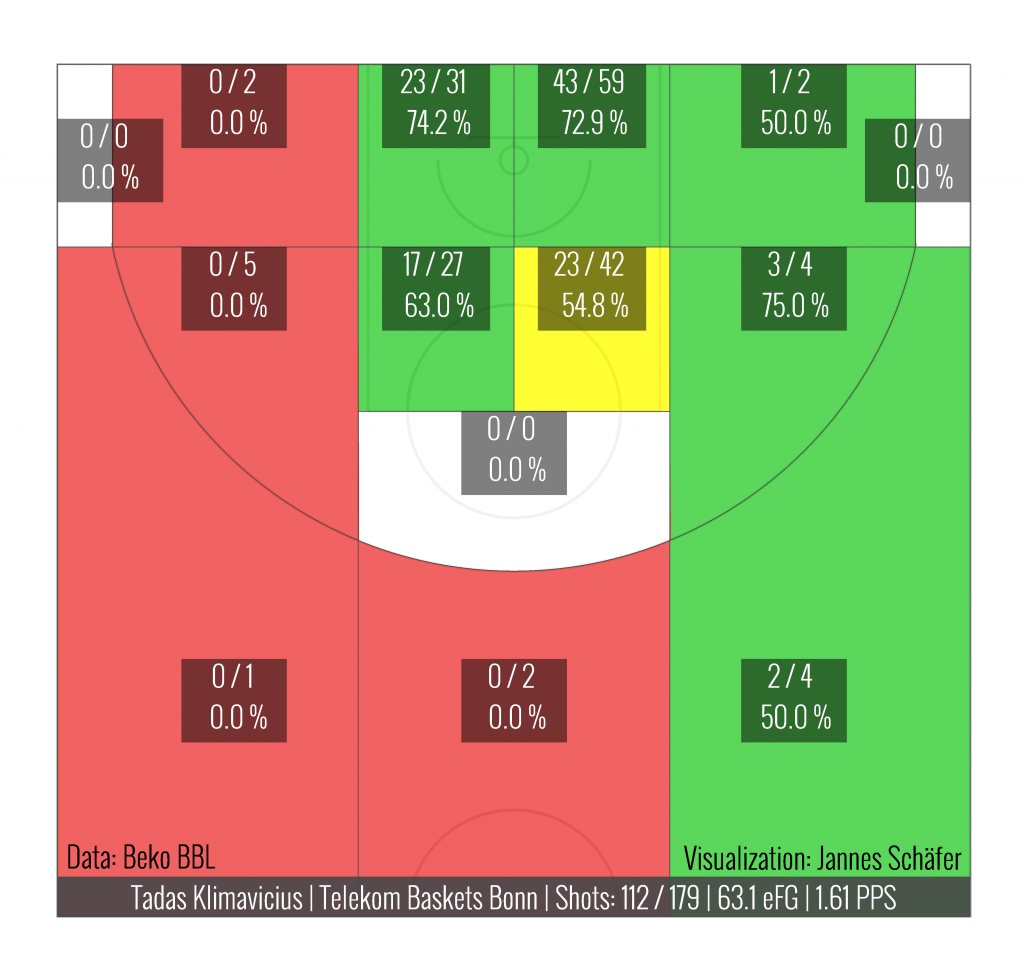 0 / 2
23 / 31
43 / 59
1 / 2
0.0 %
74.2 %
72.9 %
50.0 %
0 / 0
0 / 0
0.0 %
0.0 %
0 / 5
17 / 27
23 / 42
3 / 4
0.0 %
63.0 %
54.8 %
75.0 %
0 / 0
0.0 %
0 / 1
0 / 2
2 / 4
0.0 %
0.0 %
50.0 %
Data: Beko BBL
Visualization: Jannes Schäfer
Tadas Klimavicius | Telekom Baskets Bonn | Shots: 112 / 179 | 63.1 eFG | 1.61 PPS